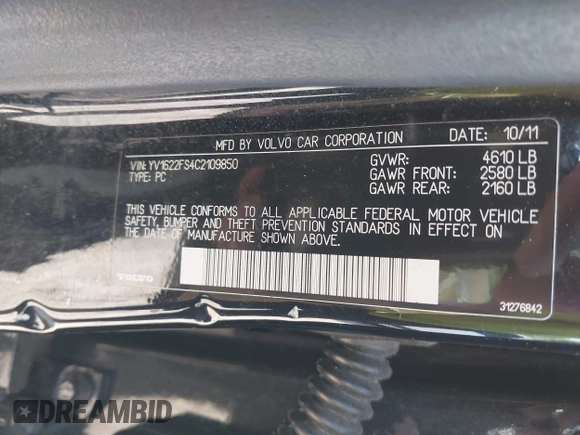 MFD BY VOLVO CAR CORPORATION DATE: 10/11
VIN: YV1622FS4C2109850 GVWR: 4610 LB
TYPE: PC GAWR FRONT: 2580 LB
GAWR REAR: 2160 LB
THIS VEHICLE CONFORMS TO ALL APPLICABLE FEDERAL MOTOR VEHICLE
SAFETY, BUMPER AND THEFT PREVENTION STANDARDS IN EFFECT ON
THE DATE OF MANUFACTURE SHOWN ABOVE.
VOLVO
31276842
DREAMBID